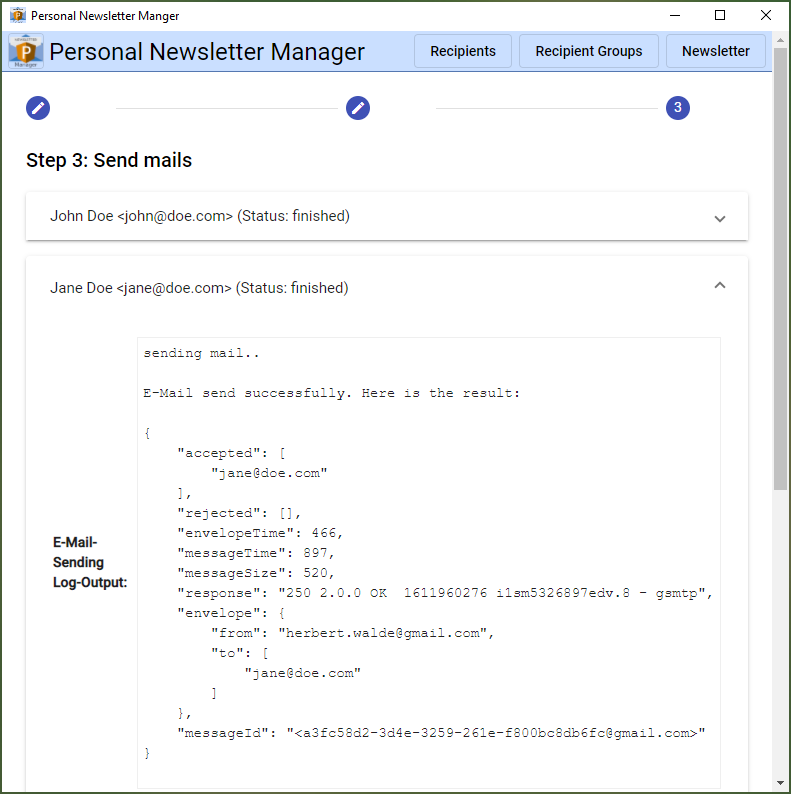 Personal Newsletter Manger
Personal Newsletter Manager
Recipients
Recipient Groups
Newsletter
3
Step 3: Send mails
John Doe <john@doe.com> (Status: finished)
Jane Doe <jane@doe.com> (Status: finished)
E-Mail-
Sending
Log-Output:
sending mail..
E-Mail send successfully. Here is the result:
{
    "accepted": [
        "jane@doe.com"
    ],
    "rejected": [],
    "envelopeTime": 466,
    "messageTime": 897,
    "messageSize": 520,
    "response": "250 2.0.0 OK  1611960276 i1sm5326897edv.8 - gsmtp",
    "envelope": {
        "from": "herbert.walde@gmail.com",
        "to": [
            "jane@doe.com"
        ]
    },
    "messageId": "<a3fc58d2-3d4e-3259-261e-f800bc8db6fc@gmail.com>"
}